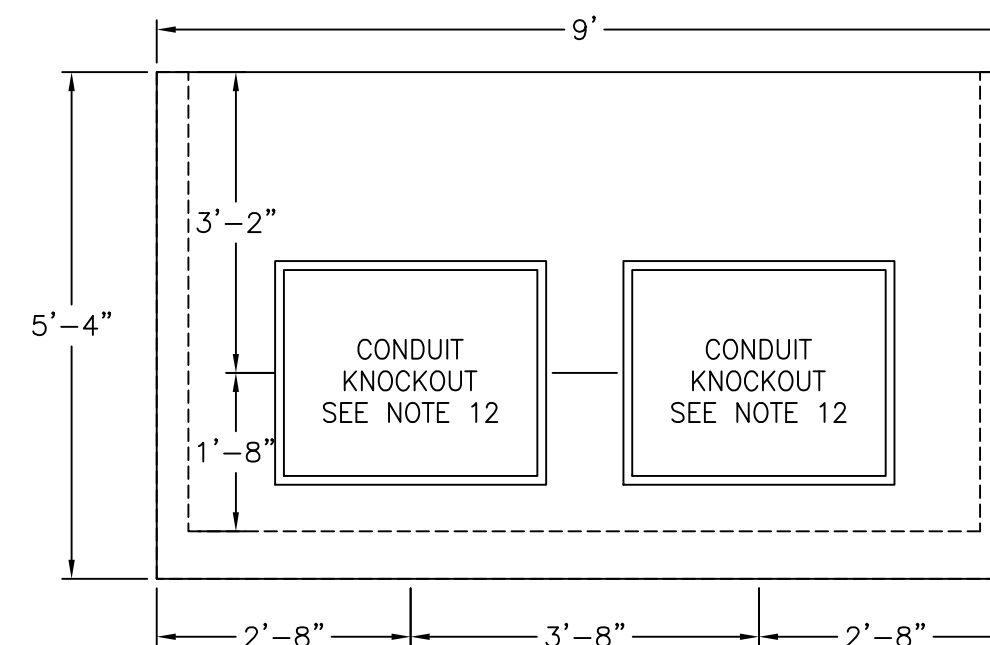 9'
3'-2"
5'-4"
CONDUIT
KNOCKOUT
SEE NOTE 12
CONDUIT
KNOCKOUT
SEE NOTE 12
1'-8"
2'-8"
3'-8"
2'-8"